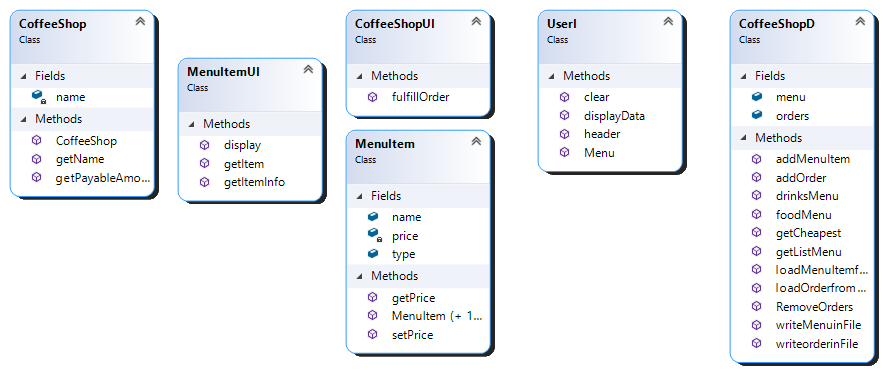 CoffeeShop
Class
Fields
name
Methods
CoffeeShop
getName
getPayableAmo...
MenuItemUI
Class
Methods
display
getItem
getItemInfo
CoffeeShopUI
Class
Methods
fulfillOrder
MenuItem
Class
Fields
name
price
type
Methods
getPrice
MenuItem (+ 1...
setPrice
UserI
Class
Methods
clear
displayData
header
Menu
CoffeeShopD
Class
Fields
menu
orders
Methods
addMenuItem
addOrder
drinksMenu
foodMenu
getCheapest
getListMenu
loadMenuItemf...
loadOrderfrom...
RemoveOrders
writeMenuinFile
writeorderinFile